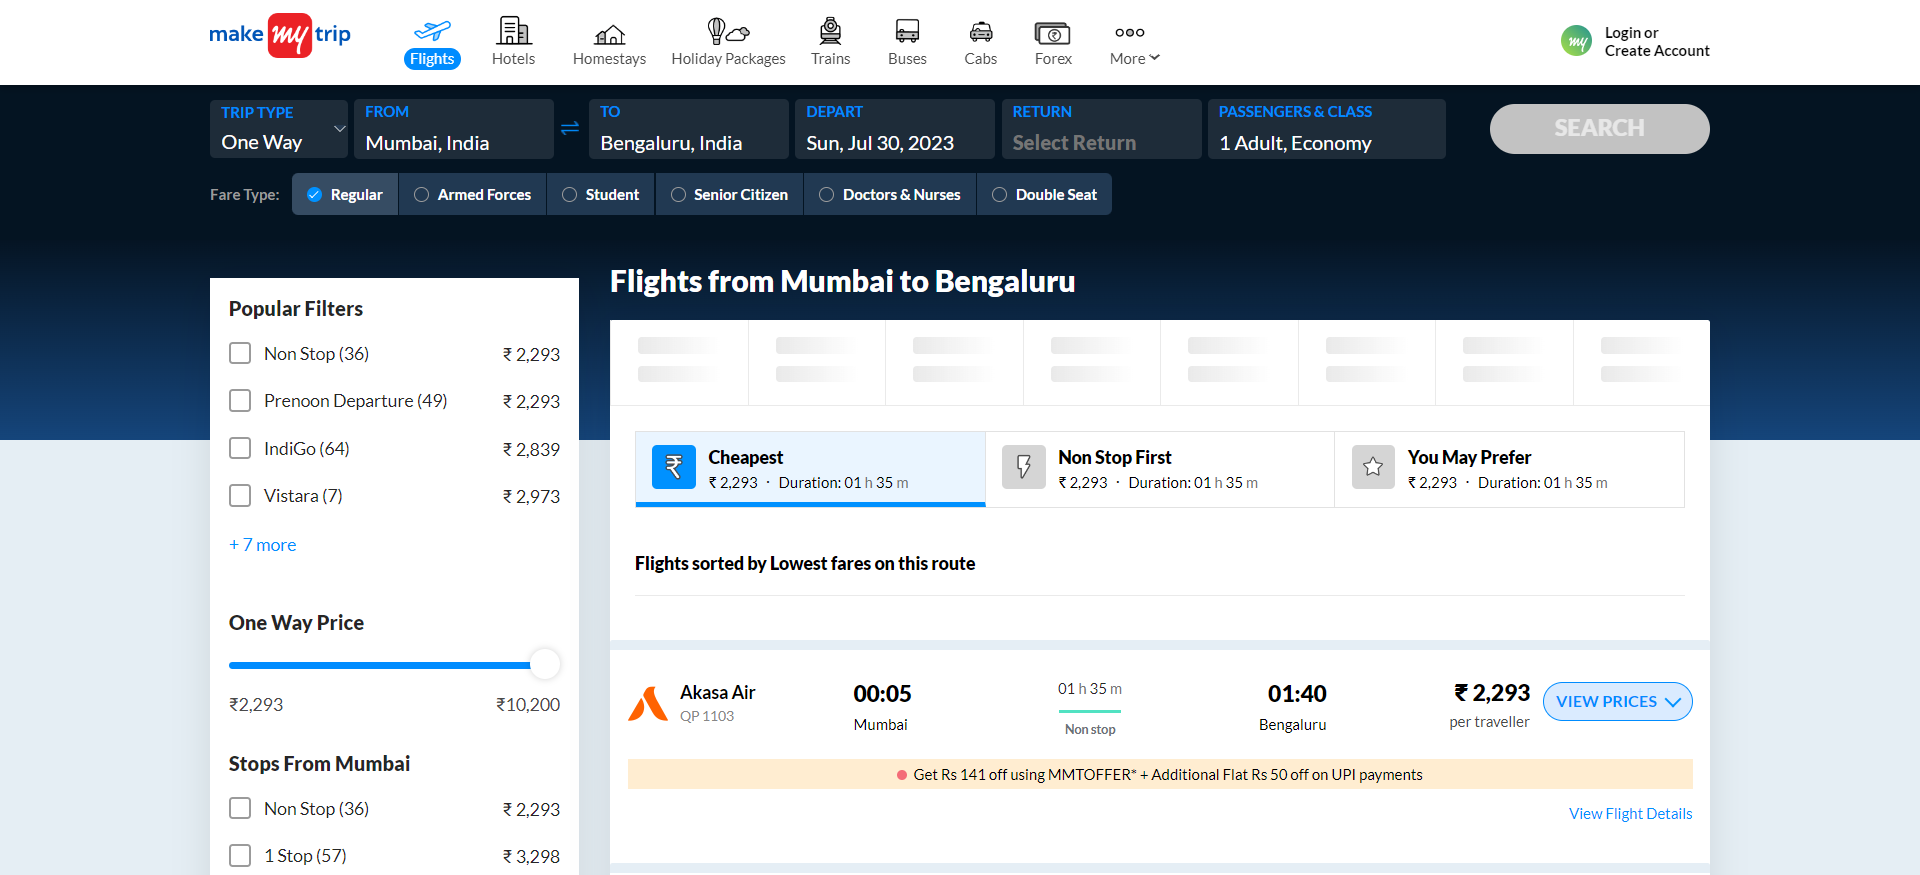 make my trip
Flights
Hotels
Homestays
Holiday Packages
Trains
Buses
Cabs
Forex
More
my
Login or
Create Account
TRIP TYPE
One Way
FROM
Mumbai, India
TO
Bengaluru, India
DEPART
Sun, Jul 30, 2023
RETURN
Select Return
PASSENGERS & CLASS
1 Adult, Economy
SEARCH
Fare Type:
Regular
Armed Forces
Student
Senior Citizen
Doctors & Nurses
Double Seat
Flights from Mumbai to Bengaluru
Popular Filters
Non Stop (36) ₹ 2,293
Prenoon Departure (49) ₹ 2,293
IndiGo (64) ₹ 2,839
Vistara (7) ₹ 2,973
+ 7 more
One Way Price
₹2,293 ₹10,200
Stops From Mumbai
Non Stop (36) ₹ 2,293
1 Stop (57) ₹ 3,298
Cheapest
₹ 2,293 · Duration: 01 h 35 m
Non Stop First
₹ 2,293 · Duration: 01 h 35 m
You May Prefer
₹ 2,293 · Duration: 01 h 35 m
Flights sorted by Lowest fares on this route
Akasa Air
QP 1103
00:05
Mumbai
01 h 35 m
Non stop
01:40
Bengaluru
₹ 2,293
per traveller
VIEW PRICES
Get Rs 141 off using MMTOFFER* + Additional Flat Rs 50 off on UPI payments
View Flight Details